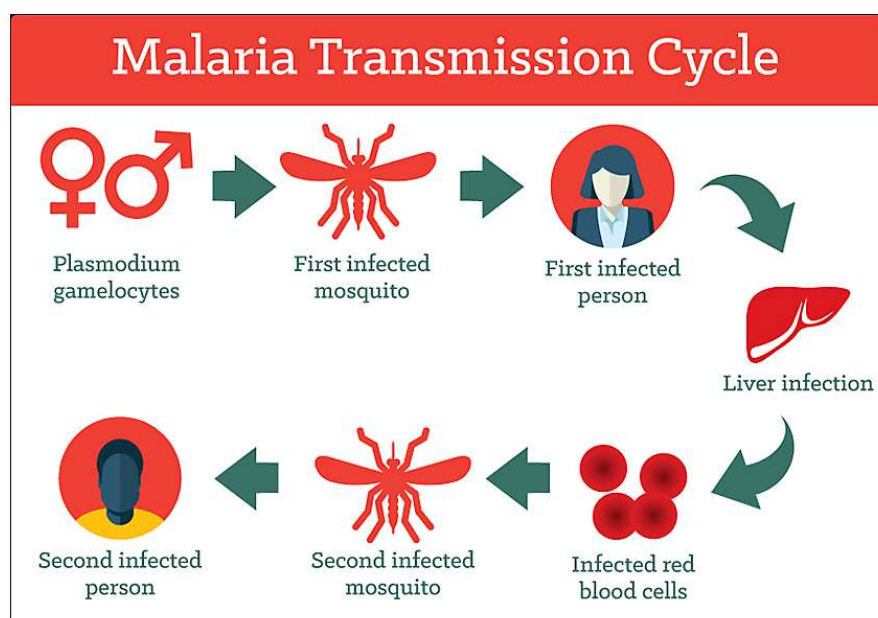 Malaria Transmission Cycle
Plasmodium
gamelocytes
First infected
mosquito
First infected
person
Liver infection
Infected red
blood cells
Second infected
mosquito
Second infected
person